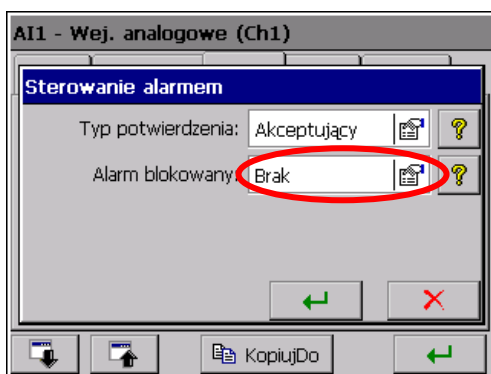 AI1 - Wej. analogowe (Ch1)
Sterowanie alarmem
Typ potwierdzenia: Akceptujący ?
Alarm blokowany: Brak ?
KopiujDo